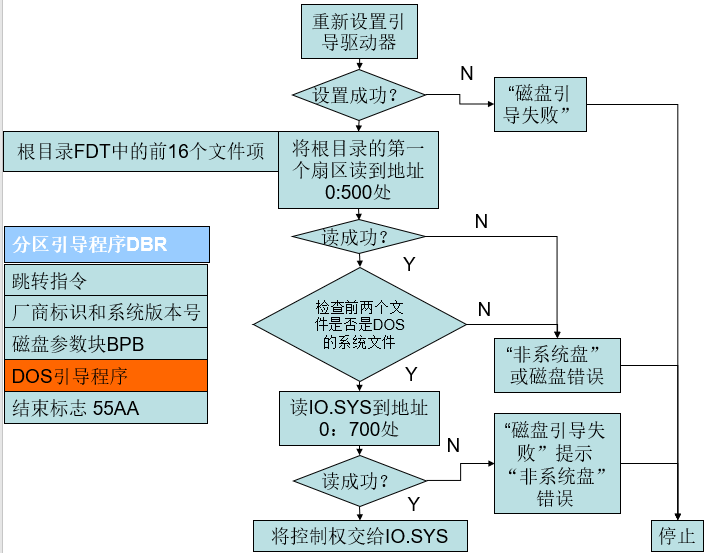 重新设置引
导驱动器
N
设置成功？
“磁盘引
导失败”
根目录FDT中的前16个文件项
将根目录的第一
个扇区读到地址
0:500处
N
读成功？
Y
分区引导程序DBR
跳转指令
厂商标识和系统版本号
磁盘参数块BPB
DOS引导程序
结束标志 55AA
检查前两个文
件是否是DOS
的系统文件
N
“非系统盘”
或磁盘错误
Y
读IO.SYS到地址
0：700处
N
“磁盘引导失
败”提示
“非系统盘”
错误
读成功？
Y
将控制权交给IO.SYS
停止